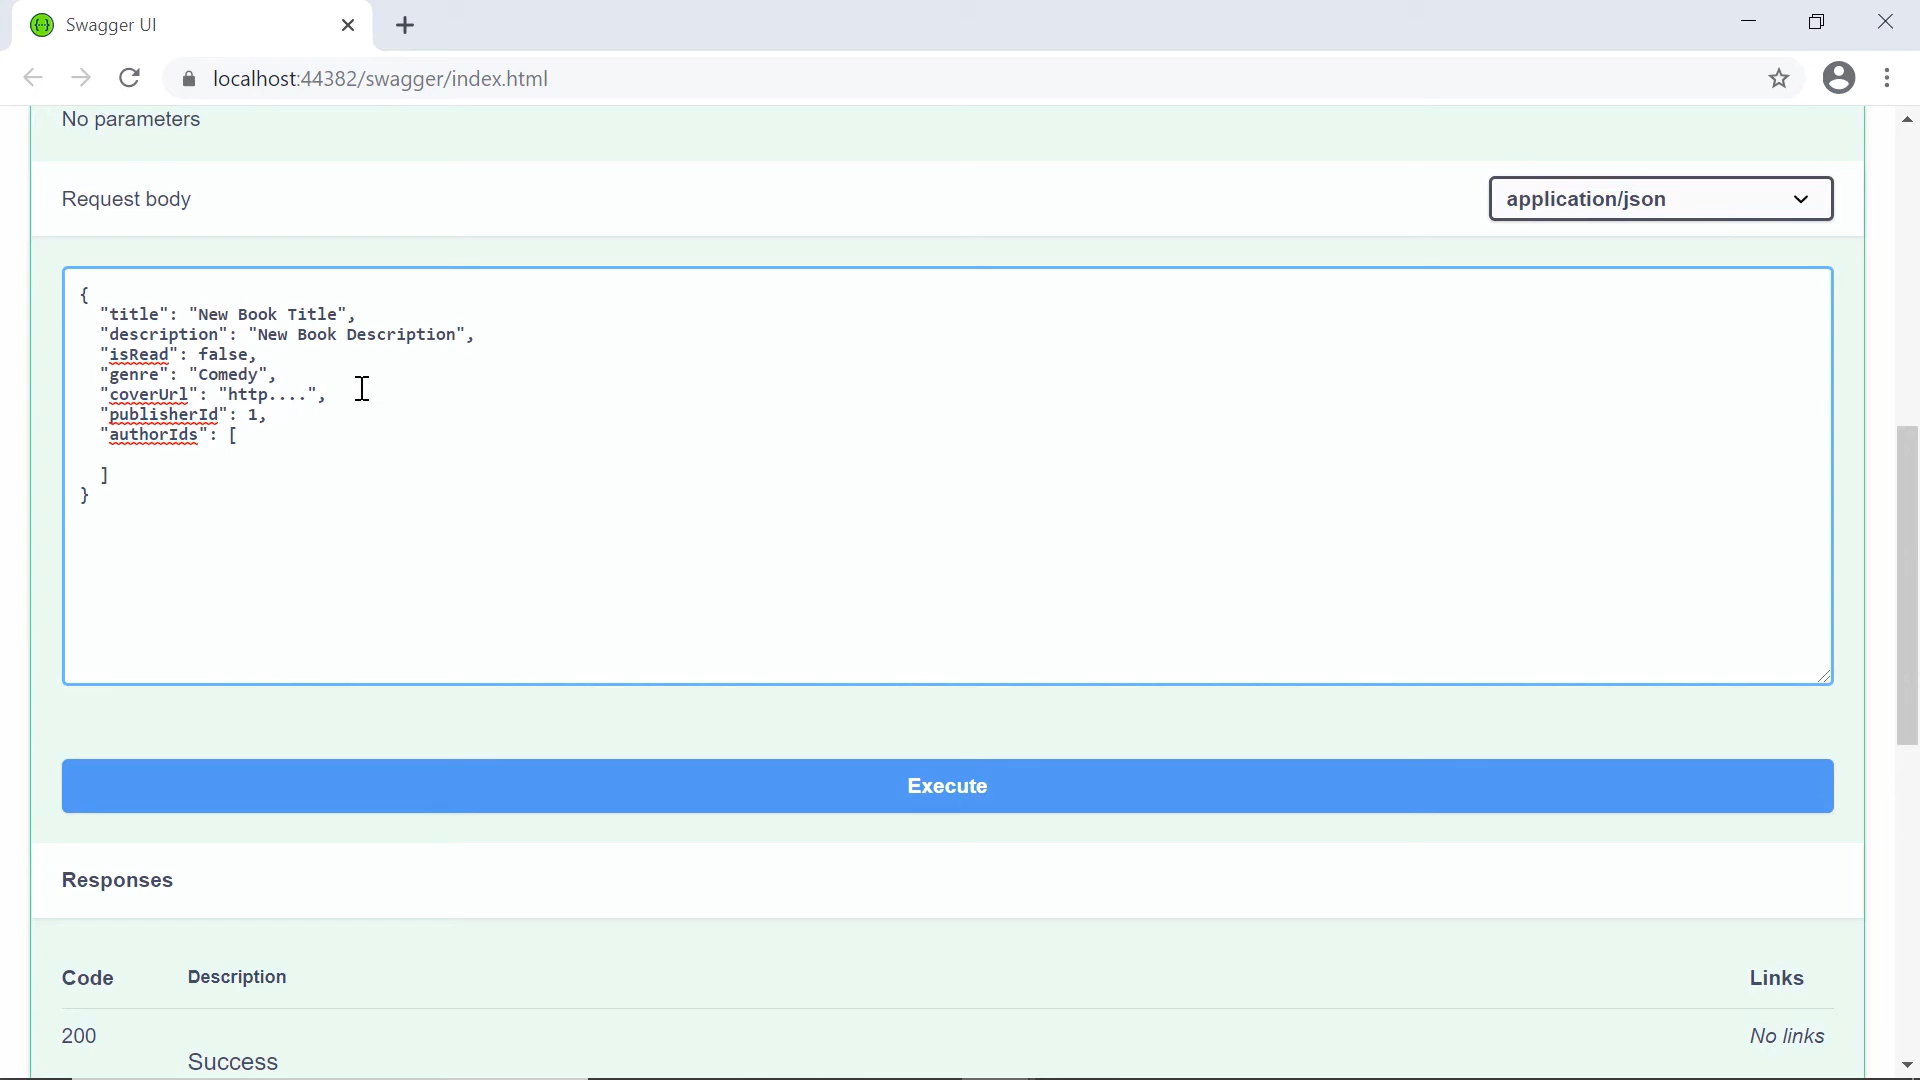 Swagger UI
localhost:44382/swagger/index.html
No parameters
Request body
application/json
{
"title": "New Book Title",
"description": "New Book Description",
"isRead": false,
"genre": "Comedy",
"coverUrl": "http....",
"publisherId": 1,
"authorIds": [
]
}
Execute
Responses
Code Description Links
200 No links
Success